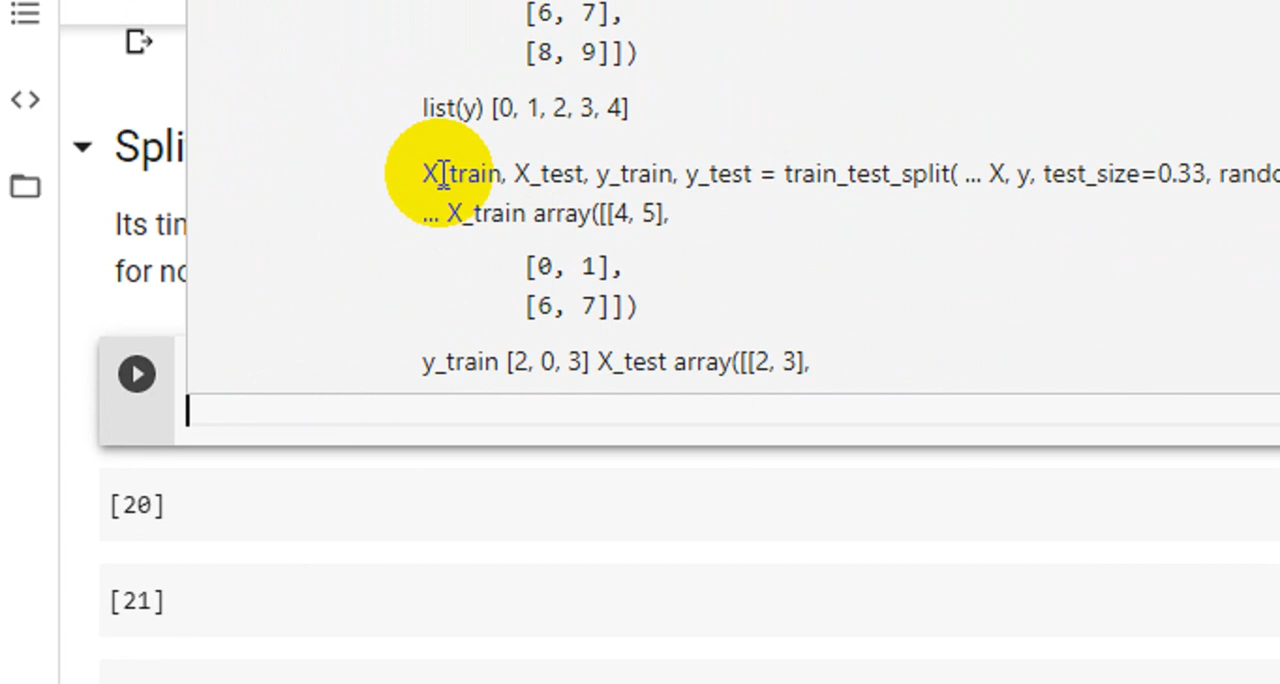 [6, 7],
[8, 9]])
list(y) [0, 1, 2, 3, 4]
Spli
X_train, X_test, y_train, y_test = train_test_split( ... X, y, test_size=0.33, rando
... X_train array([[4, 5],
Its tin
[0, 1],
for no
[6, 7]])
y_train [2, 0, 3] X_test array([[2, 3],
[20]
[21]